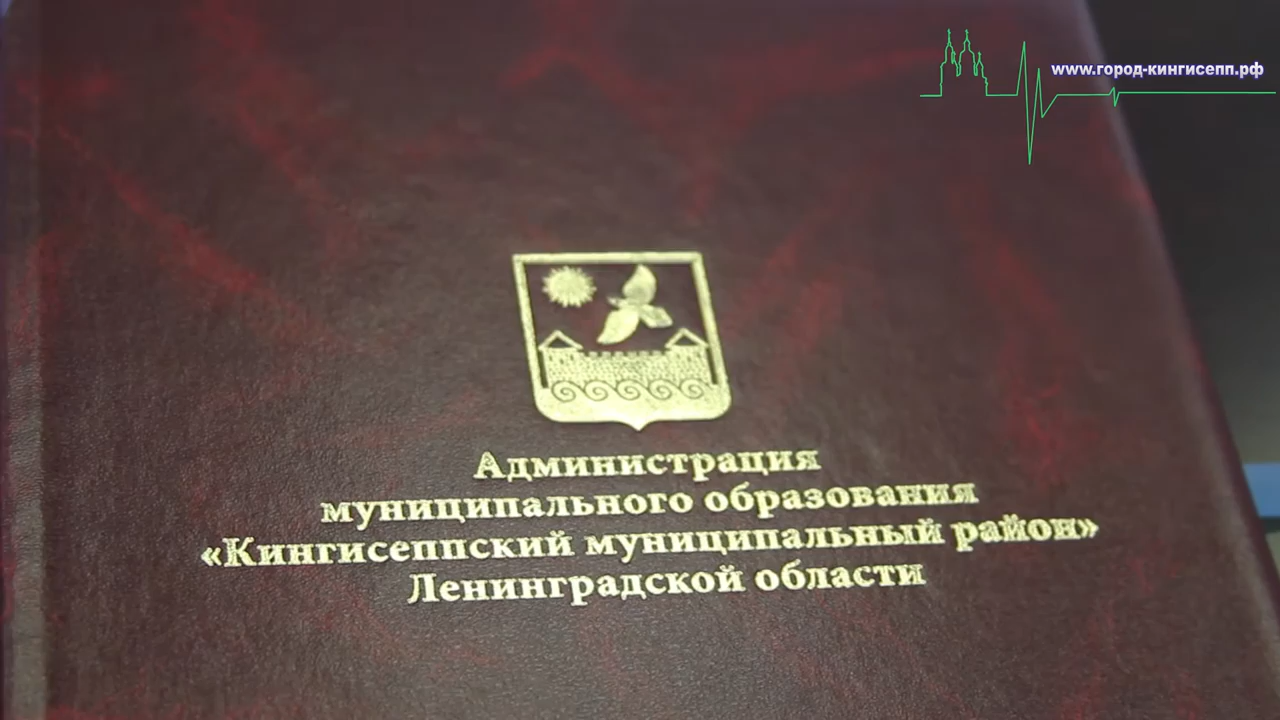 www.город-кингисепп.рф
Администрация
муниципального образования
«Кингисеппский муниципальный район»
Ленинградской области